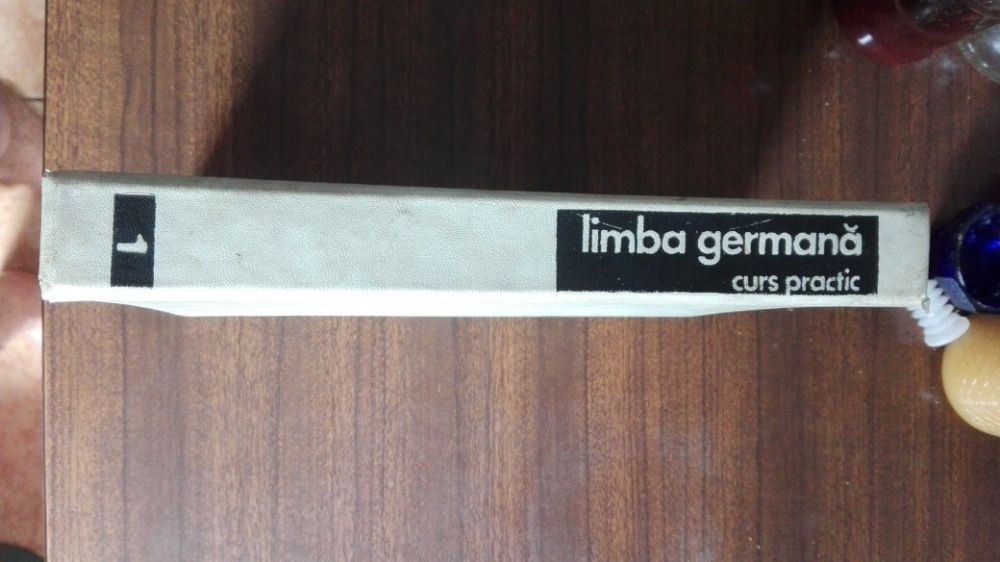 limba germană
curs practic
1